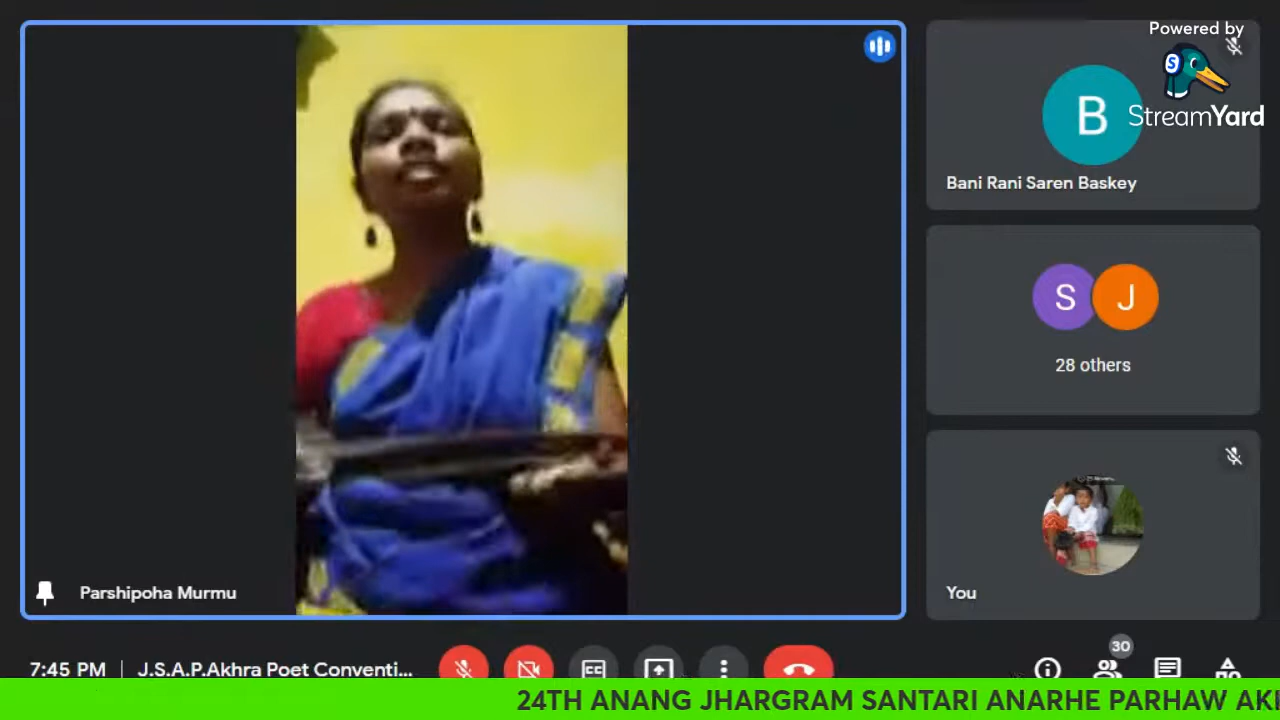 Powered by
StreamYard
B
Bani Rani Saren Baskey
S J
28 others
Parshipoha Murmu
You
7:45 PM | J.S.A.P.Akhra Poet Conventi...
30
24TH ANANG JHARGRAM SANTARI ANARHE PARHAW